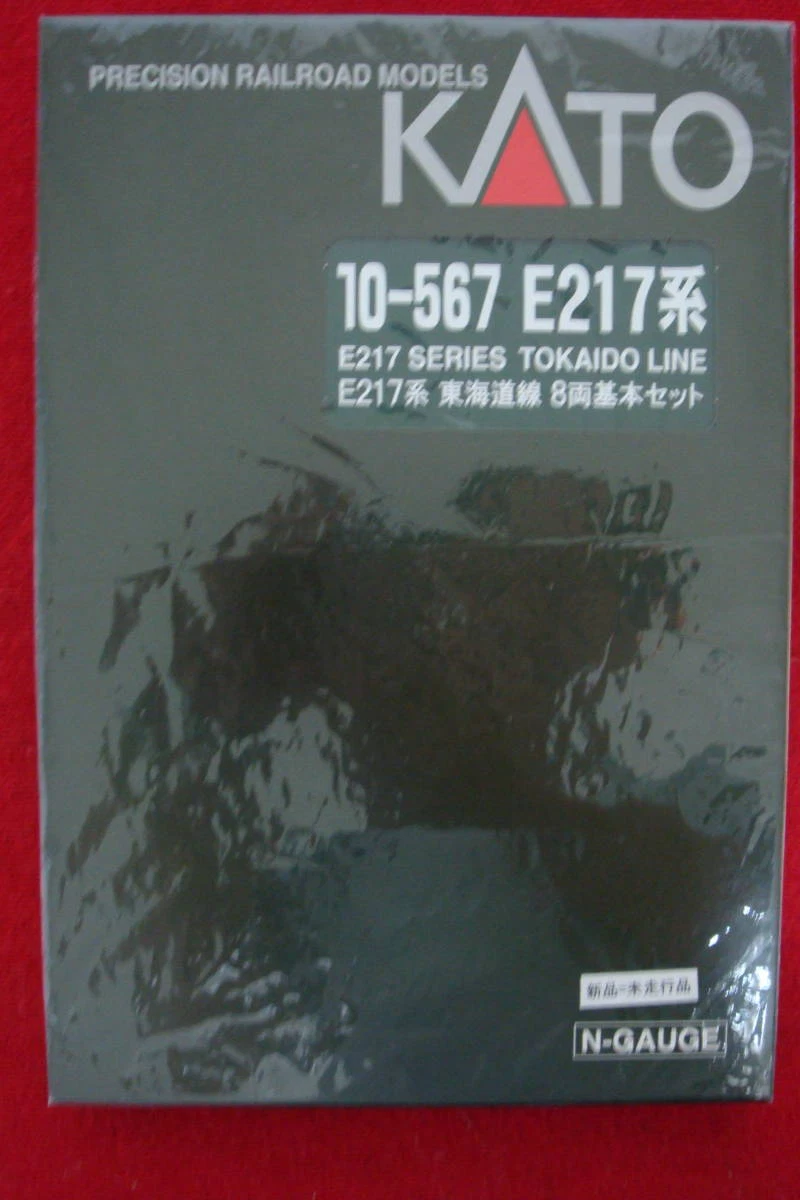 PRECISION RAILROAD MODELS
KATO
10-567 E217系
E217 SERIES TOKAIDO LINE
E217系 東海道線 8両基本セット
新品=未走行品
N-GAUGE